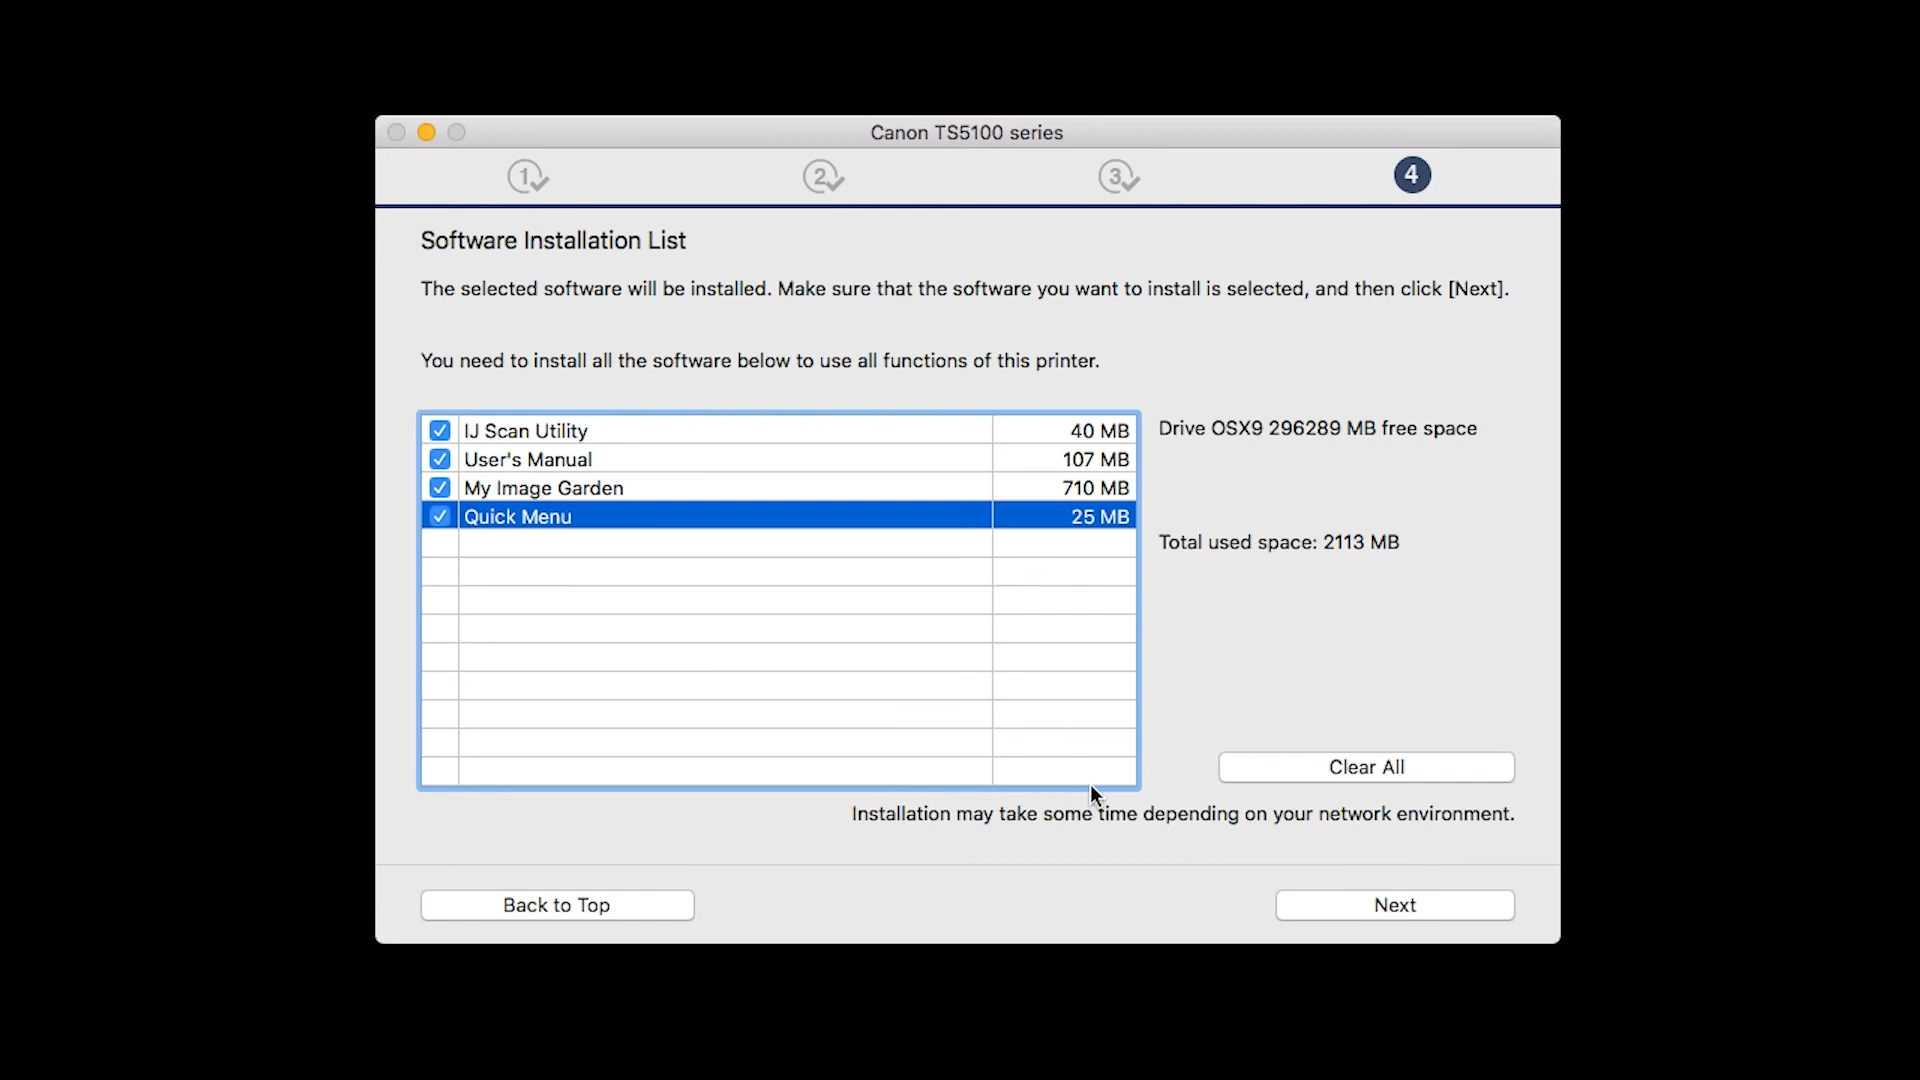 Canon TS5100 series
1
2
3
4
Software Installation List
The selected software will be installed. Make sure that the software you want to install is selected, and then click [Next].
You need to install all the software below to use all functions of this printer.
IJ Scan Utility 40 MB
User's Manual 107 MB
My Image Garden 710 MB
Quick Menu 25 MB
Drive OSX9 296289 MB free space
Total used space: 2113 MB
Clear All
Installation may take some time depending on your network environment.
Back to Top
Next